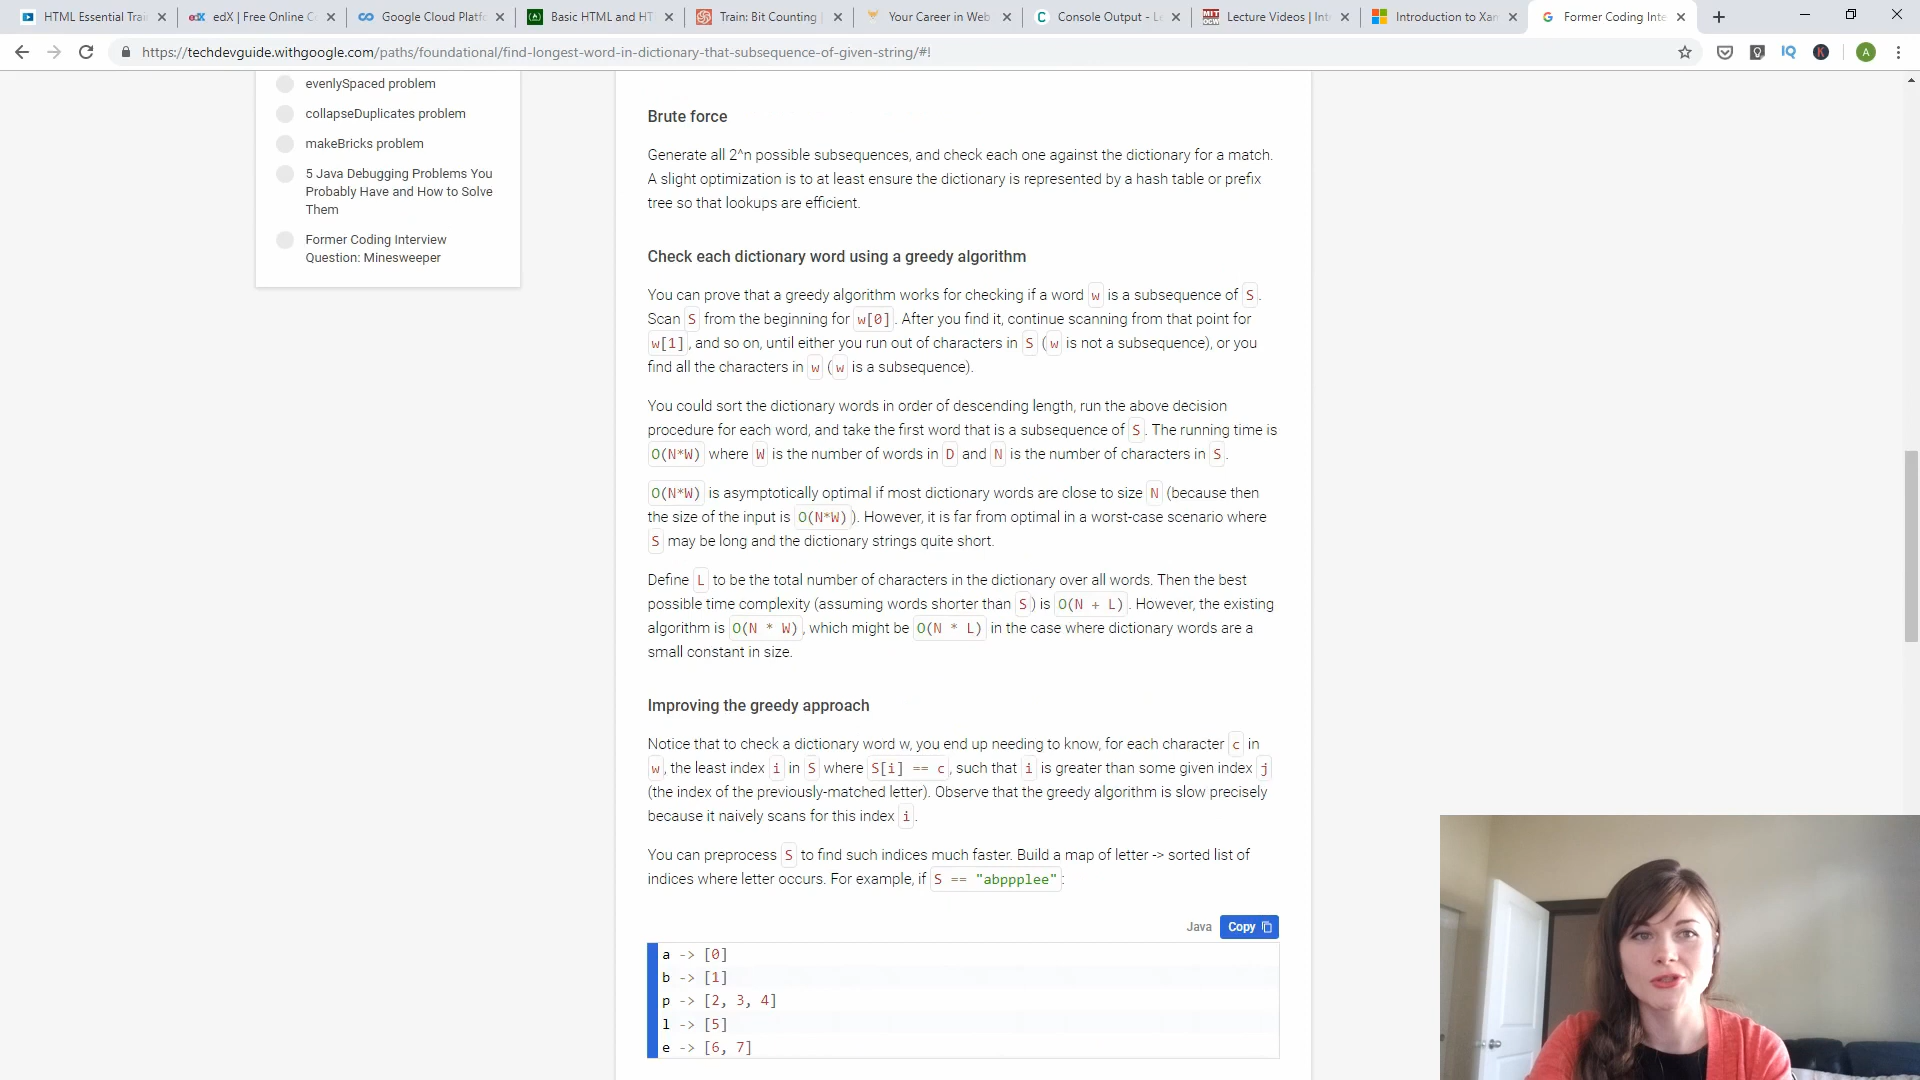 HTML Essential Trai
edX | Free Online C
Google Cloud Platf
Basic HTML and HT
Train: Bit Counting |
Your Career in Web
Console Output - L
Lecture Videos | Int
Introduction to Xam
Former Coding Inte
https://techdevguide.withgoogle.com/paths/foundational/find-longest-word-in-dictionary-that-subsequence-of-given-string/#!
IQ
K
A
evenlySpaced problem
collapseDuplicates problem
makeBricks problem
5 Java Debugging Problems You
Probably Have and How to Solve
Them
Former Coding Interview
Question: Minesweeper
Brute force
Generate all 2^n possible subsequences, and check each one against the dictionary for a match.
A slight optimization is to at least ensure the dictionary is represented by a hash table or prefix
tree so that lookups are efficient.
Check each dictionary word using a greedy algorithm
You can prove that a greedy algorithm works for checking if a word w is a subsequence of S.
Scan S from the beginning for w[0]. After you find it, continue scanning from that point for
w[1], and so on, until either you run out of characters in S (w is not a subsequence), or you
find all the characters in w (w is a subsequence).
You could sort the dictionary words in order of descending length, run the above decision
procedure for each word, and take the first word that is a subsequence of S. The running time is
O(N*W) where W is the number of words in D and N is the number of characters in S.
O(N*W) is asymptotically optimal if most dictionary words are close to size N (because then
the size of the input is O(N*W)). However, it is far from optimal in a worst-case scenario where
S may be long and the dictionary strings quite short.
Define L to be the total number of characters in the dictionary over all words. Then the best
possible time complexity (assuming words shorter than S) is O(N + L). However, the existing
algorithm is O(N * W), which might be O(N * L) in the case where dictionary words are a
small constant in size.
Improving the greedy approach
Notice that to check a dictionary word w, you end up needing to know, for each character c in
w, the least index i in S where S[i] == c, such that i is greater than some given index j
(the index of the previously-matched letter). Observe that the greedy algorithm is slow precisely
because it naively scans for this index i.
You can preprocess S to find such indices much faster. Build a map of letter -> sorted list of
indices where letter occurs. For example, if S == "abppplee":
Java Copy
a -> [0]
b -> [1]
p -> [2, 3, 4]
l -> [5]
e -> [6, 7]